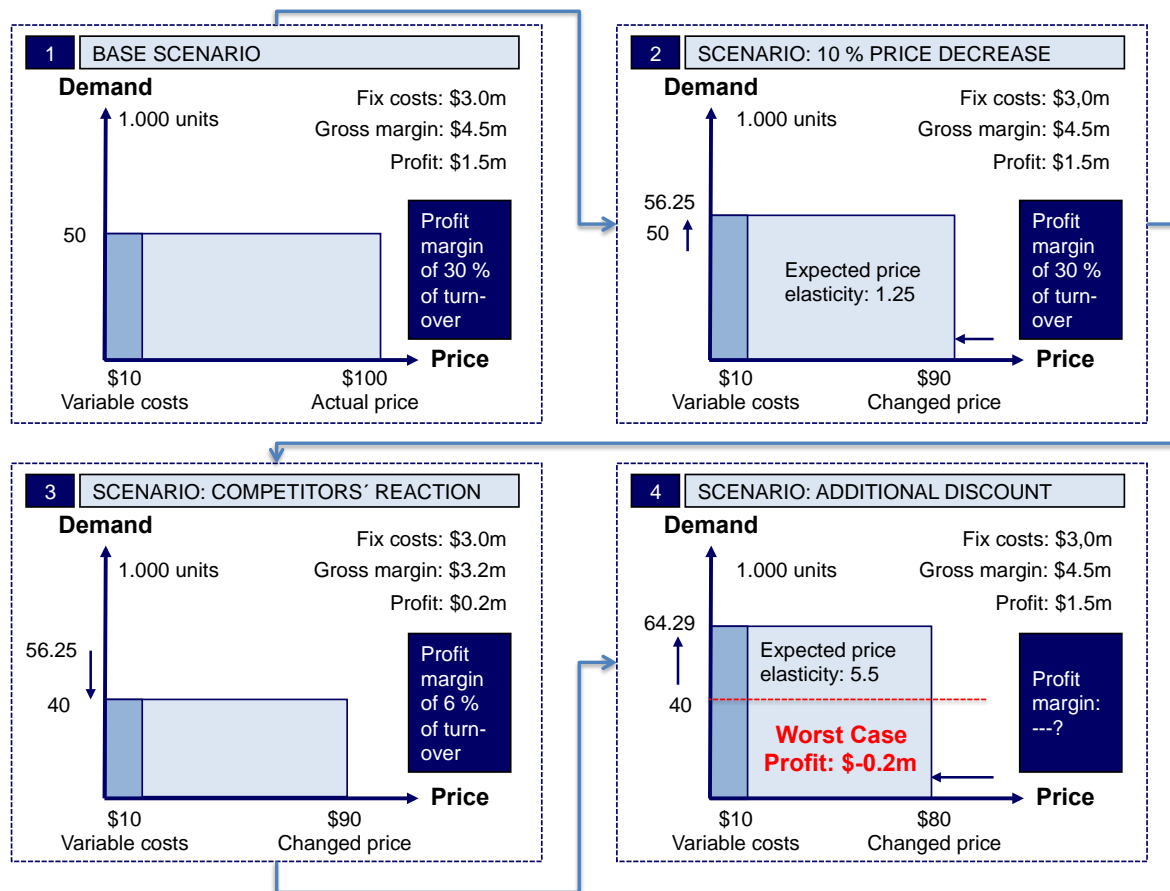 1 BASE SCENARIO
Demand
1.000 units
Fix costs: $3.0m
Gross margin: $4.5m
Profit: $1.5m
50
Profit
margin
of 30 %
of turn-
over
Price
$10
Variable costs
$100
Actual price
2 SCENARIO: 10 % PRICE DECREASE
Demand
1.000 units
Fix costs: $3,0m
Gross margin: $4.5m
Profit: $1.5m
56.25
50
Expected price
elasticity: 1.25
Profit
margin
of 30 %
of turn-
over
Price
$10
Variable costs
$90
Changed price
3 SCENARIO: COMPETITORS´ REACTION
Demand
1.000 units
Fix costs: $3.0m
Gross margin: $3.2m
Profit: $0.2m
56.25
40
Profit
margin
of 6 %
of turn-
over
Price
$10
Variable costs
$90
Changed price
4 SCENARIO: ADDITIONAL DISCOUNT
Demand
1.000 units
Fix costs: $3,0m
Gross margin: $4.5m
Profit: $1.5m
64.29
40
Expected price
elasticity: 5.5
Worst Case
Profit: $-0.2m
Profit
margin:
---?
Price
$10
Variable costs
$80
Changed price